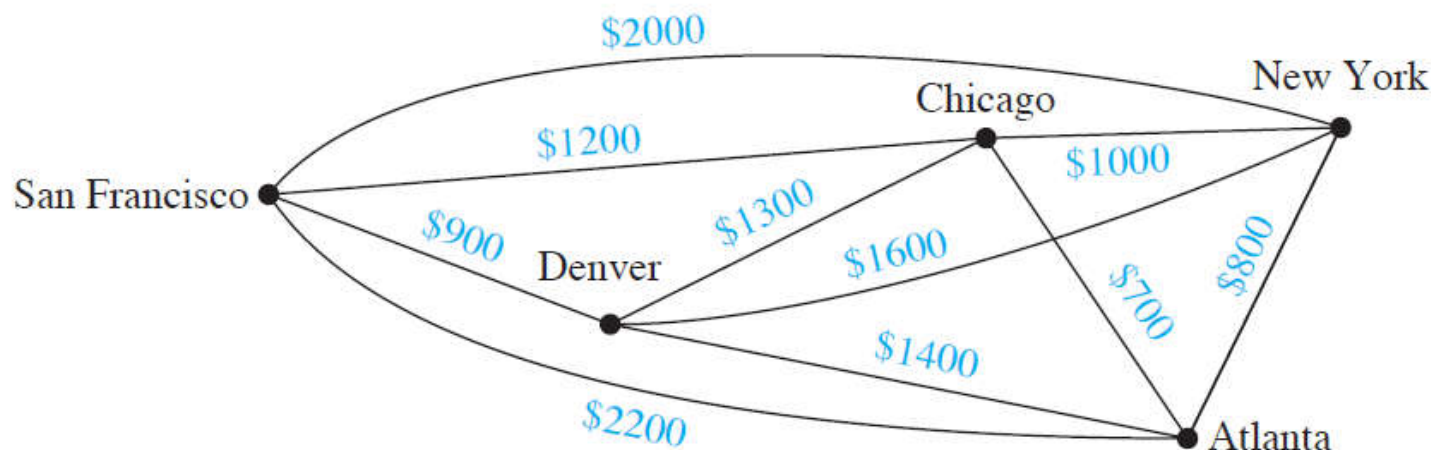 $2000
New York
Chicago
$1200
$1000
San Francisco
$900
$1300
Denver
$1600
$800
$700
$1400
$2200
Atlanta